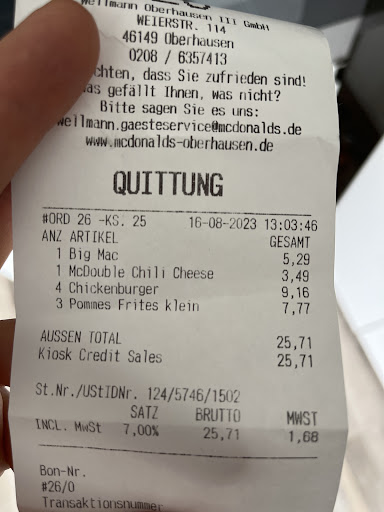 Wellmann Oberhausen III GmbH
WEIERSTR. 114
46149 Oberhausen
0208 / 6357413
chten, dass Sie zufrieden sind!
as gefällt Ihnen, was nicht?
Bitte sagen Sie es uns:
wellmann.gaesteservice@mcdonalds.de
www.mcdonalds-oberhausen.de
QUITTUNG
#ORD 26 -KS. 25 16-08-2023 13:03:46
ANZ ARTIKEL GESAMT
1 Big Mac 5,29
1 McDouble Chili Cheese 3,49
4 Chickenburger 9,16
3 Pommes Frites klein 7,77
AUSSEN TOTAL 25,71
Kiosk Credit Sales 25,71
St.Nr./UStIDNr. 124/5746/1502
SATZ BRUTTO MWST
INCL. MwSt 7,00% 25,71 1,68
Bon-Nr.
#26/0
Transaktionsnummer